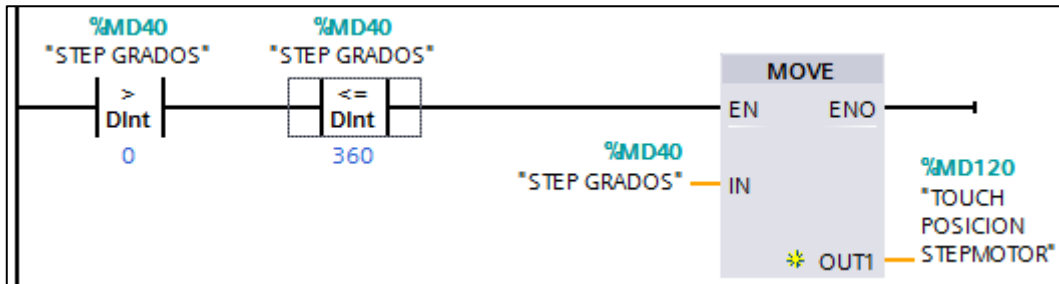 %MD40
"STEP GRADOS"
>
DInt
0
%MD40
"STEP GRADOS"
<=
DInt
360
MOVE
EN
ENO
%MD40
"STEP GRADOS"
IN
OUT1
%MD120
"TOUCH
POSICION
STEPMOTOR"